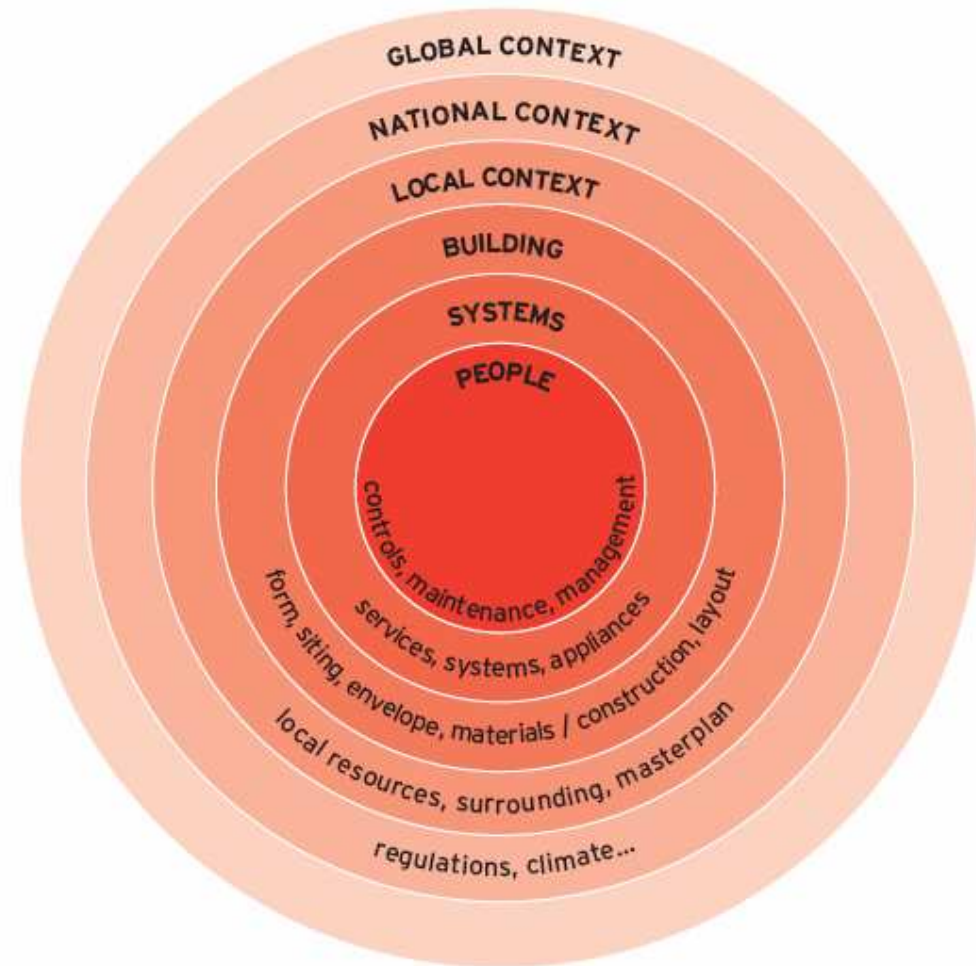 GLOBAL CONTEXT
NATIONAL CONTEXT
LOCAL CONTEXT
BUILDING
SYSTEMS
PEOPLE
controls, maintenance, management
services, systems, appliances
form, siting, envelope, materials / construction, layout
local resources, surrounding, masterplan
regulations, climate...